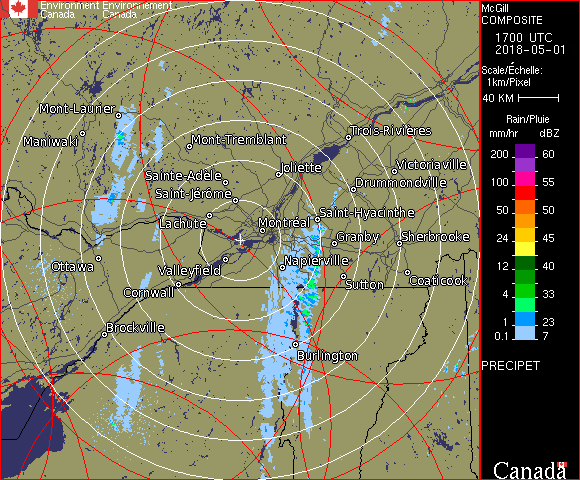 Environment Environnement
Canada Canada
McGill
COMPOSITE
1700 UTC
2018-05-01
Scale/Échelle:
1km/Pixel
40 KM
Rain/Pluie
mm/hr dBZ
200 60
150 57
100 55
50 50
24 45
12 40
4 33
1 23
0.1 7
PRECIPET
Canada
Mont-Laurier
Maniwaki
Mont-Tremblant
Trois-Rivières
Joliette
Victoriaville
Sainte-Adèle
Drummondville
Saint-Jérôme
Lachute
Saint-Hyacinthe
Montréal
Granby
Sherbrooke
Ottawa
Valleyfield
Napierville
Cornwall
Sutton
Coaticook
Brockville
Burlington